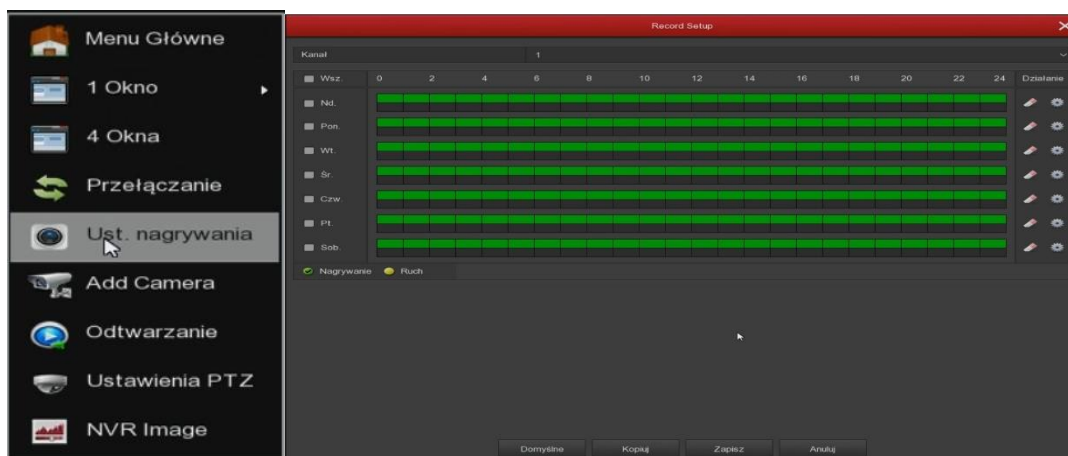 Menu Główne
1 Okno
4 Okna
Przełączanie
Ust. nagrywania
Add Camera
Odtwarzanie
Ustawienia PTZ
NVR Image
Record Setup
Kanał 1
Wsz. 0 2 4 6 8 10 12 14 16 18 20 22 24 Działanie
Nd.
Pon.
Wt.
Śr.
Czw.
Pt.
Sob.
Nagrywanie Ruch
Domyślne Kopiuj Zapisz Anuluj